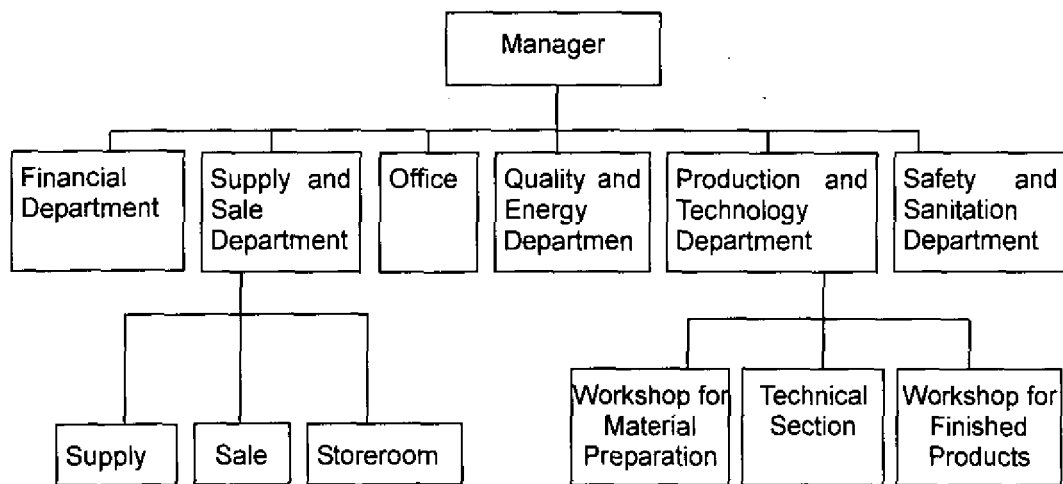 Manager
Financial
Department
Supply and
Sale
Department
Office
Quality and
Energy
Departmen
Production and
Technology
Department
Safety and
Sanitation
Department
Supply
Sale
Storeroom
Workshop for
Material
Preparation
Technical
Section
Workshop for
Finished
Products